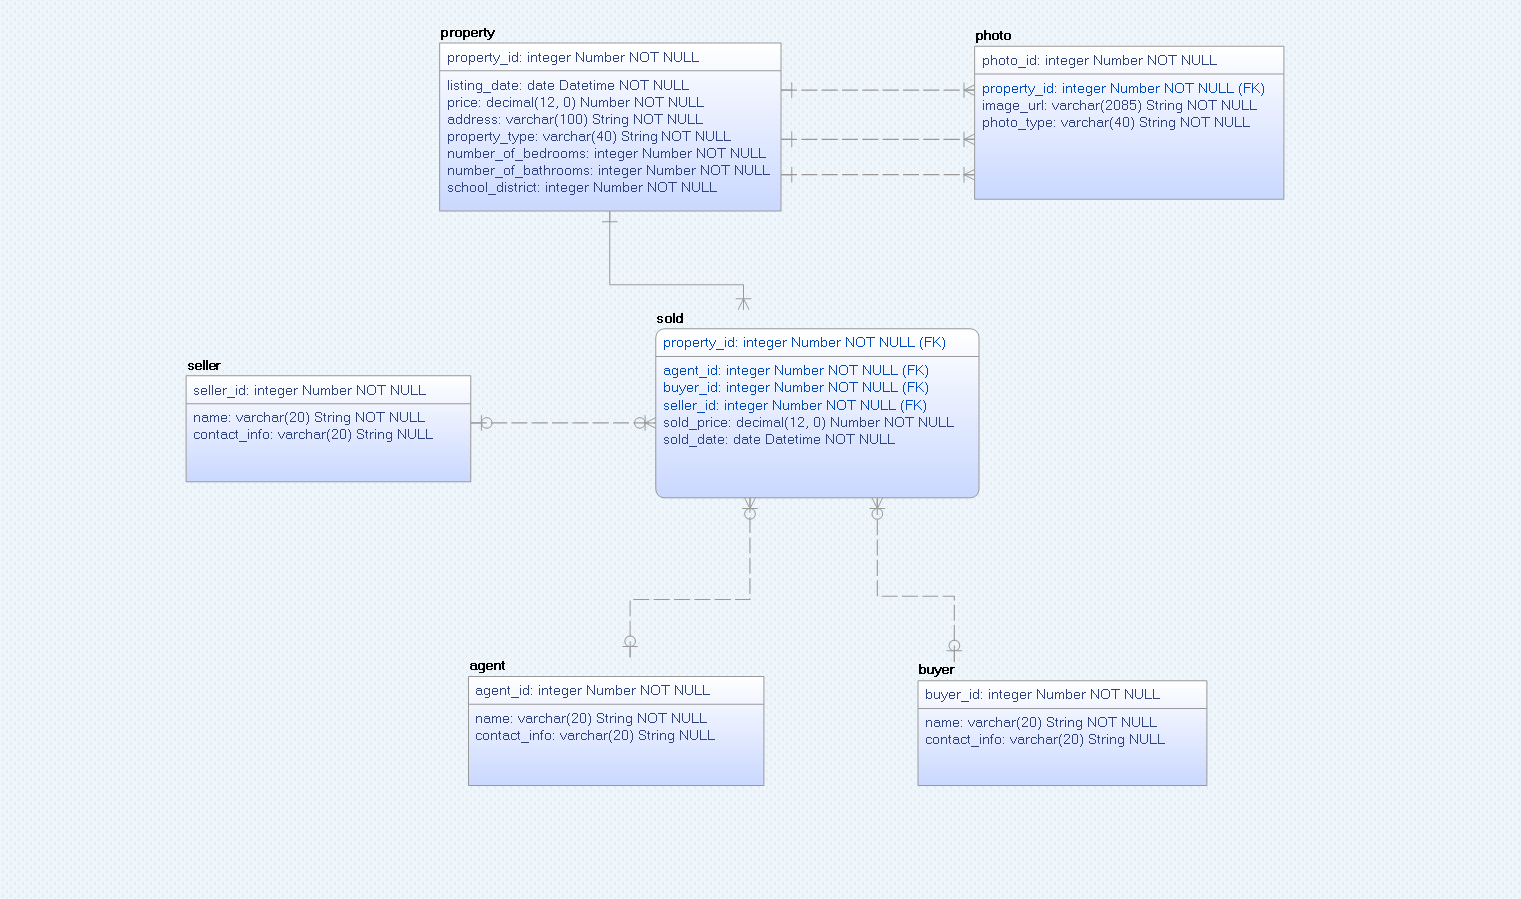 property
property_id: integer Number NOT NULL
listing_date: date Datetime NOT NULL
price: decimal(12, 0) Number NOT NULL
address: varchar(100) String NOT NULL
property_type: varchar(40) String NOT NULL
number_of_bedrooms: integer Number NOT NULL
number_of_bathrooms: integer Number NOT NULL
school_district: integer Number NOT NULL
photo
photo_id: integer Number NOT NULL
property_id: integer Number NOT NULL (FK)
image_url: varchar(2085) String NOT NULL
photo_type: varchar(40) String NOT NULL
sold
property_id: integer Number NOT NULL (FK)
agent_id: integer Number NOT NULL (FK)
buyer_id: integer Number NOT NULL (FK)
seller_id: integer Number NOT NULL (FK)
sold_price: decimal(12, 0) Number NOT NULL
sold_date: date Datetime NOT NULL
seller
seller_id: integer Number NOT NULL
name: varchar(20) String NOT NULL
contact_info: varchar(20) String NULL
agent
agent_id: integer Number NOT NULL
name: varchar(20) String NOT NULL
contact_info: varchar(20) String NULL
buyer
buyer_id: integer Number NOT NULL
name: varchar(20) String NOT NULL
contact_info: varchar(20) String NULL